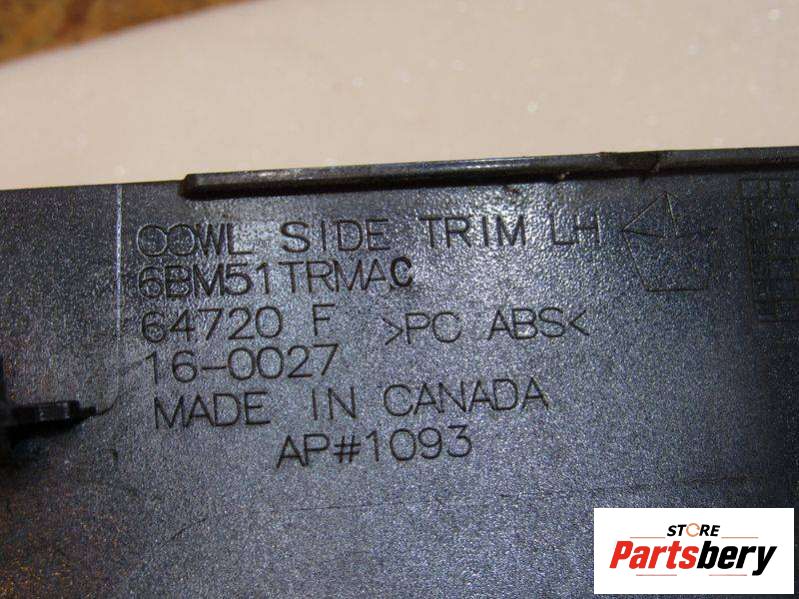 COWL SIDE TRIM LH
6BM51TRMAC
64720 F >PC ABS<
16-0027
MADE IN CANADA
AP#1093
STORE
Partsbery